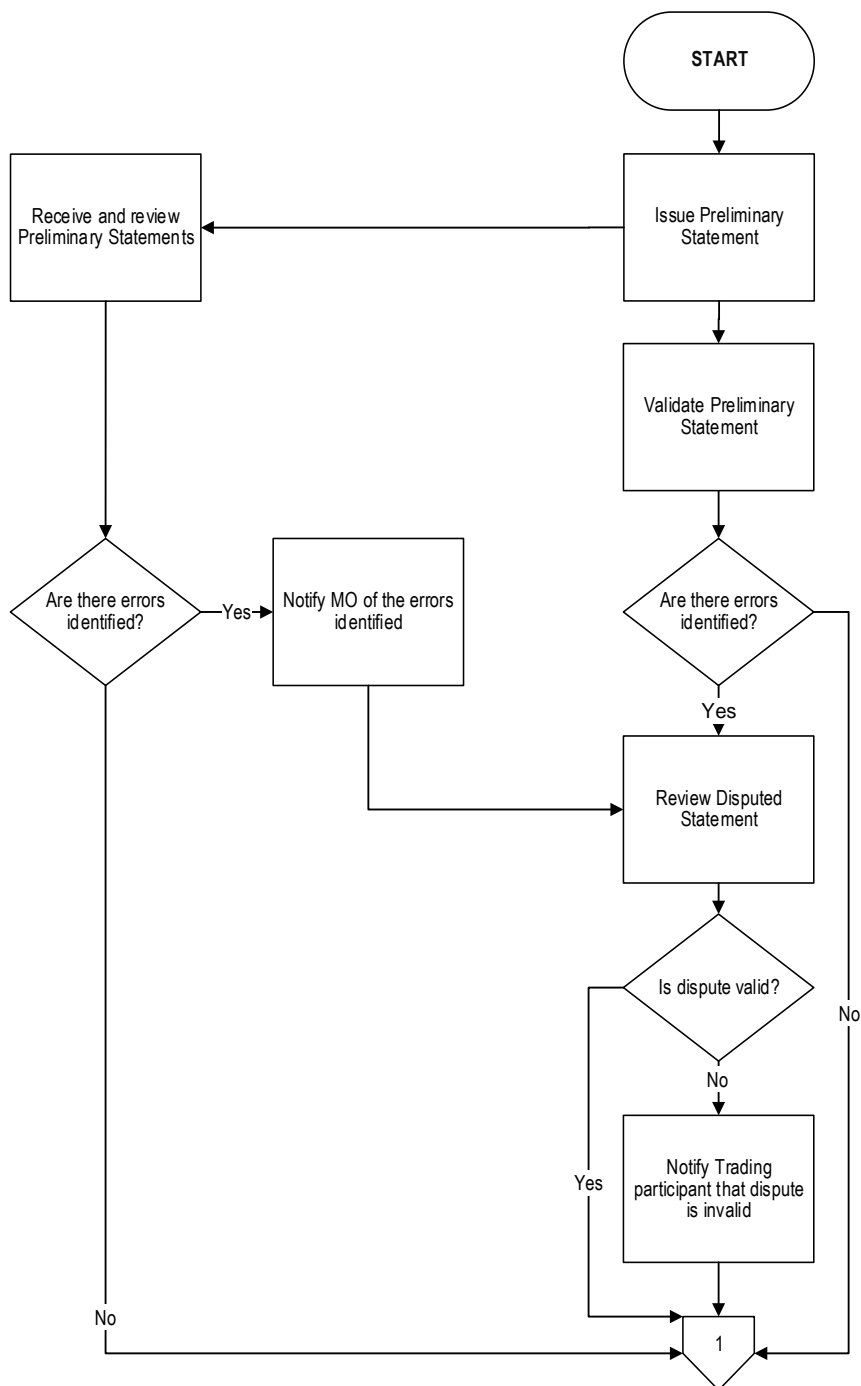 START
Receive and review
Preliminary Statements
Issue Preliminary
Statement
Validate Preliminary
Statement
Are there errors
identified?
Yes
Notify MO of the errors
identified
Are there errors
identified?
Yes
Review Disputed
Statement
Is dispute valid?
No
No
Yes
Notify Trading
participant that dispute
is invalid
No
1